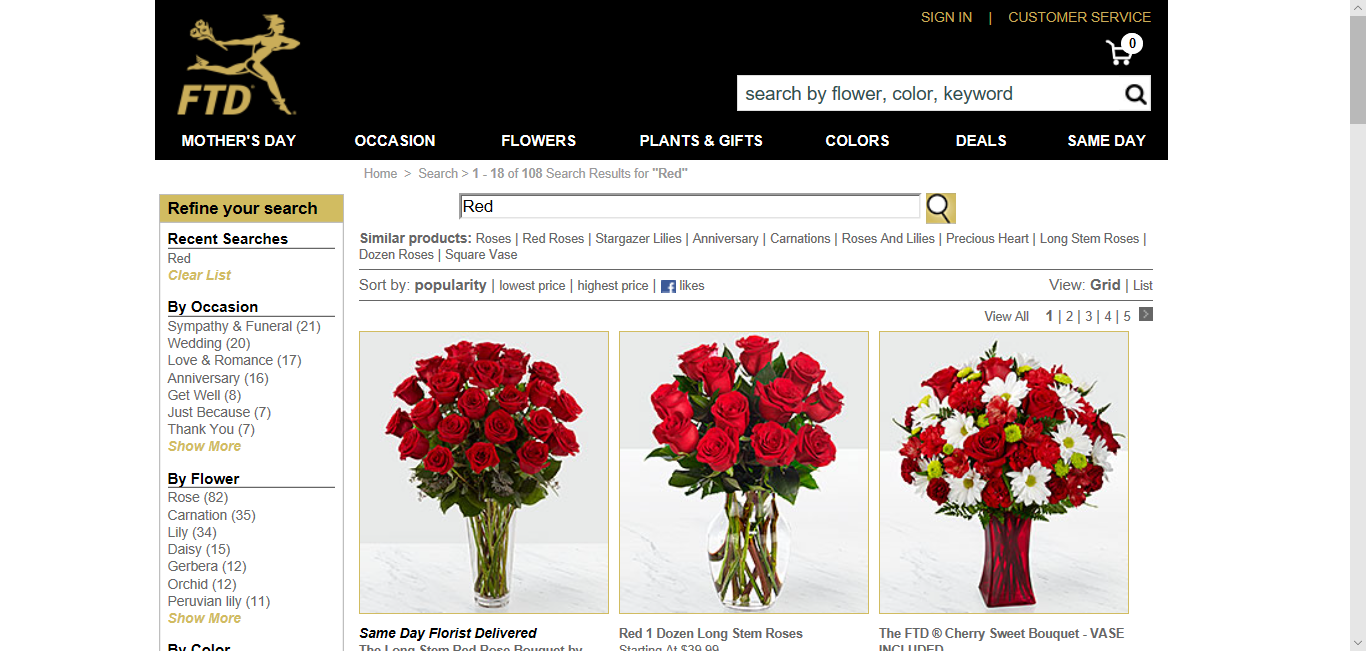 SIGN IN | CUSTOMER SERVICE
0
FTD
search by flower, color, keyword
MOTHER'S DAY OCCASION FLOWERS PLANTS & GIFTS COLORS DEALS SAME DAY
Home > Search > 1 - 18 of 108 Search Results for "Red"
Refine your search
Recent Searches
Red
Clear List
By Occasion
Sympathy & Funeral (21)
Wedding (20)
Love & Romance (17)
Anniversary (16)
Get Well (8)
Just Because (7)
Thank You (7)
Show More
By Flower
Rose (82)
Carnation (35)
Lily (34)
Daisy (15)
Gerbera (12)
Orchid (12)
Peruvian lily (11)
Show More
By Color
Red
Similar products: Roses | Red Roses | Stargazer Lilies | Anniversary | Carnations | Roses And Lilies | Precious Heart | Long Stem Roses |
Dozen Roses | Square Vase
Sort by: popularity | lowest price | highest price | f likes
View: Grid | List
View All 1 | 2 | 3 | 4 | 5 >
Same Day Florist Delivered
The Long Stem Red Rose Bouquet by
Red 1 Dozen Long Stem Roses
Starting At $39.99
The FTD ® Cherry Sweet Bouquet - VASE
INCLUDED